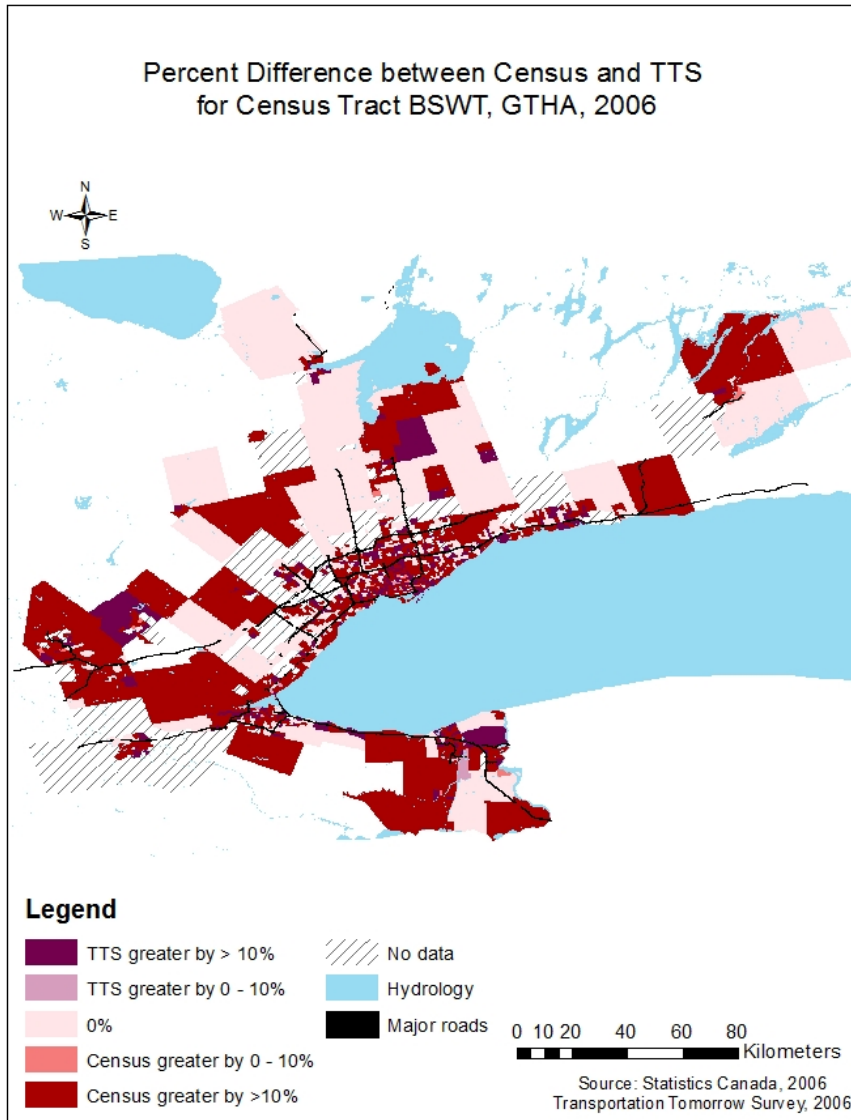 Percent Difference between Census and TTS
for Census Tract BSWT, GTHA, 2006
N
W E
S
Legend
TTS greater by > 10%
TTS greater by 0 - 10%
0%
Census greater by 0 - 10%
Census greater by >10%
No data
Hydrology
Major roads
0 10 20 40 60 80
Kilometers
Source: Statistics Canada, 2006
Transportation Tomorrow Survey, 2006